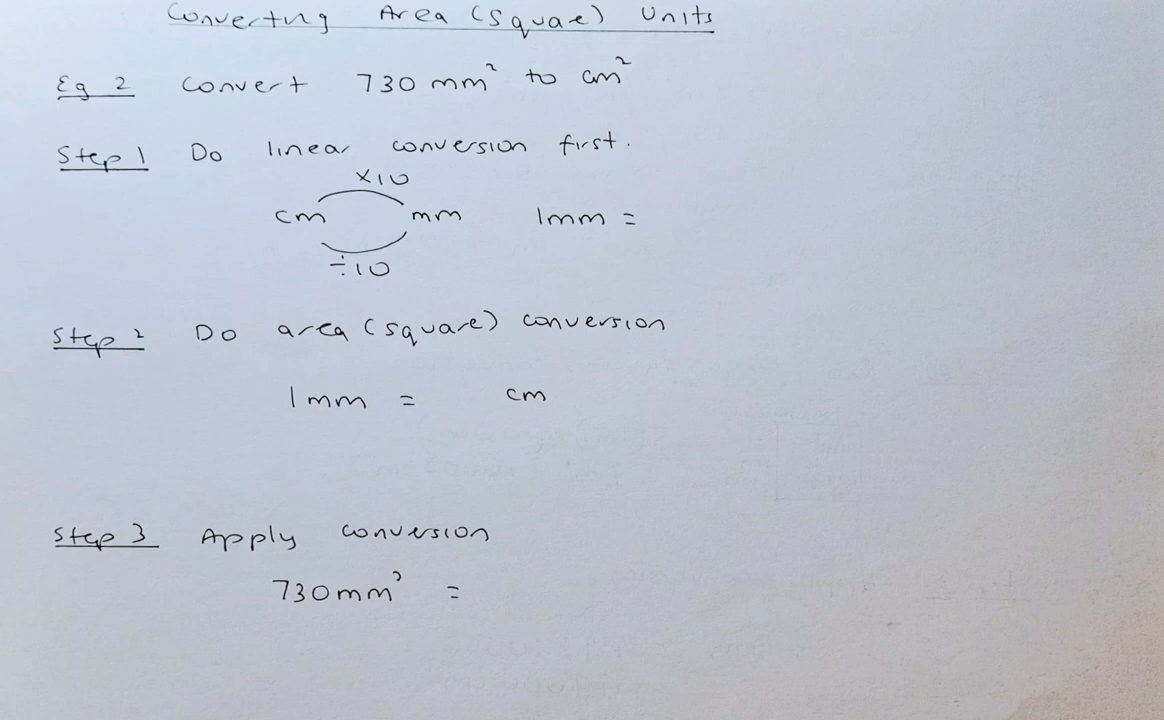 Converting Area (Squae) Units
Eg 2 Convert 730 mm² to cm²
Step 1 Do linear conversion first.
×10
cm mm 1mm =
÷10
Step 2 Do area (square) conversion
1mm = cm
Step 3 Apply conversion
730mm² =